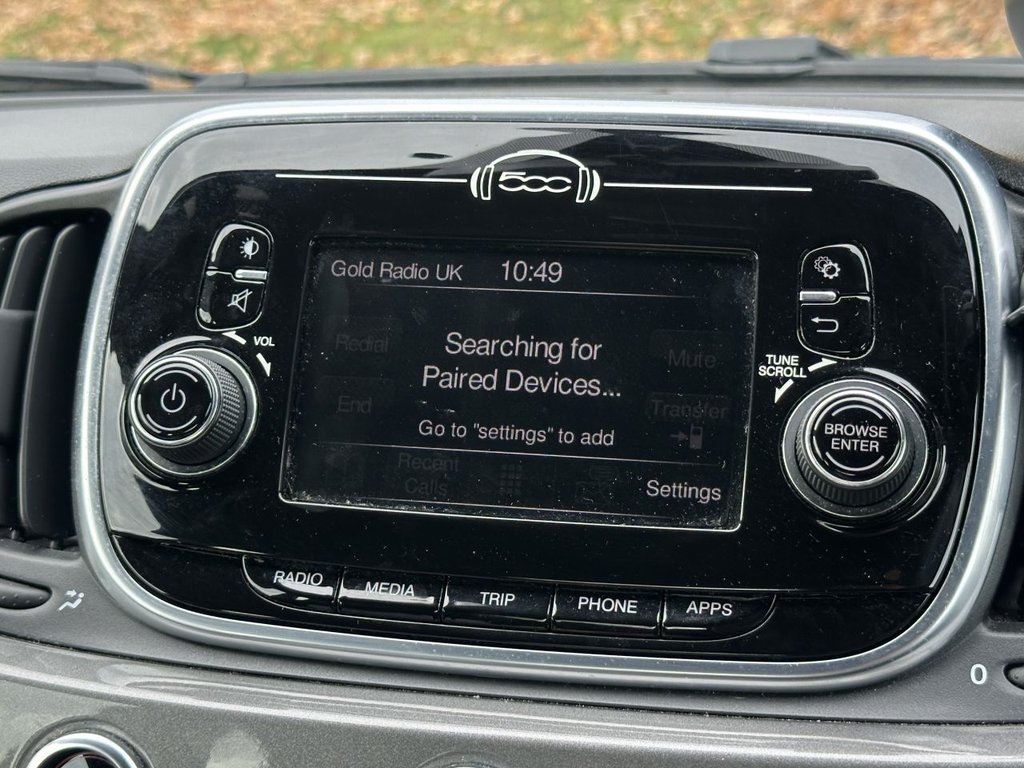 500
Gold Radio UK 10:49
VOL
TUNE
SCROLL
Redial
Searching for
Mute
Paired Devices...
End
Transfer
Go to "settings" to add
Recent
Calls
Settings
BROWSE
ENTER
RADIO MEDIA TRIP PHONE APPS
0